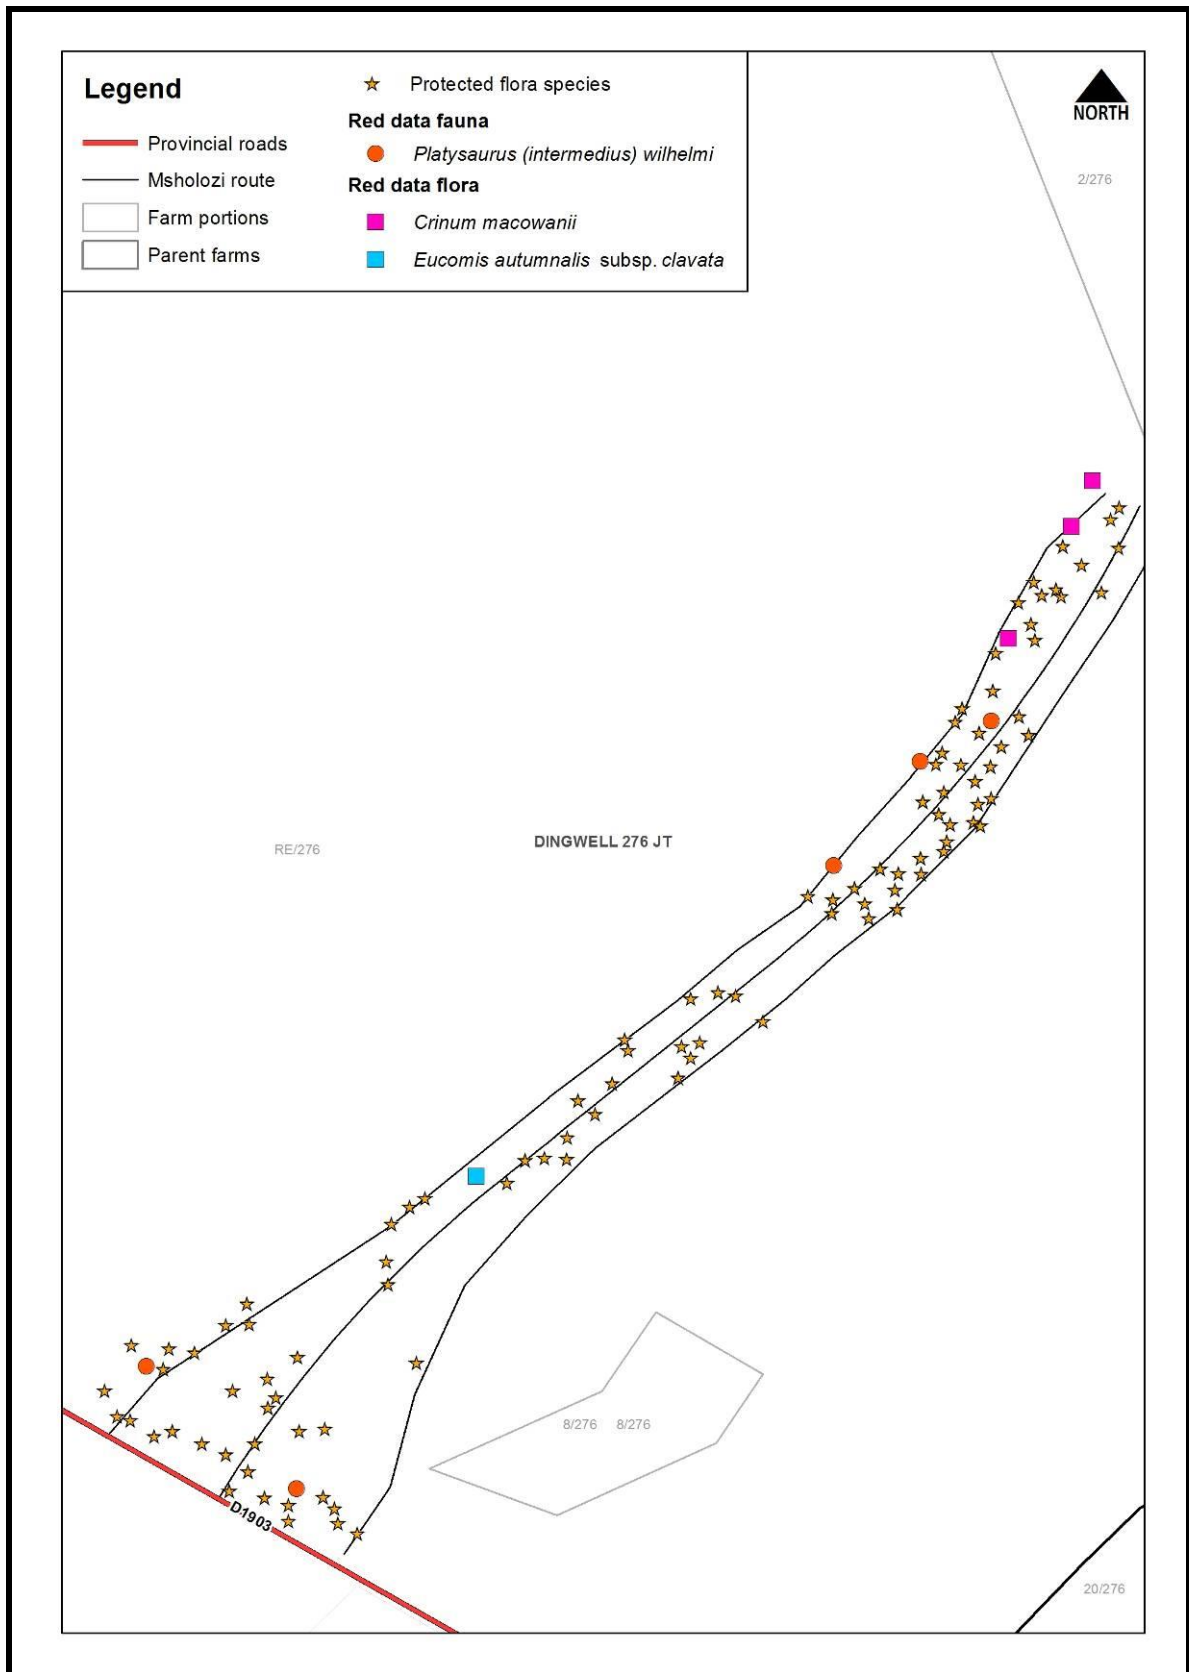 Legend
Provincial roads
Msholozi route
Farm portions
Parent farms
Protected flora species
Red data fauna
Platysaurus (intermedius) wilhelmi
Red data flora
Crinum macowanii
Eucomis autumnalis subsp. clavata
NORTH
2/276
DINGWELL 276 JT
RE/276
8/276 8/276
D1903
20/276